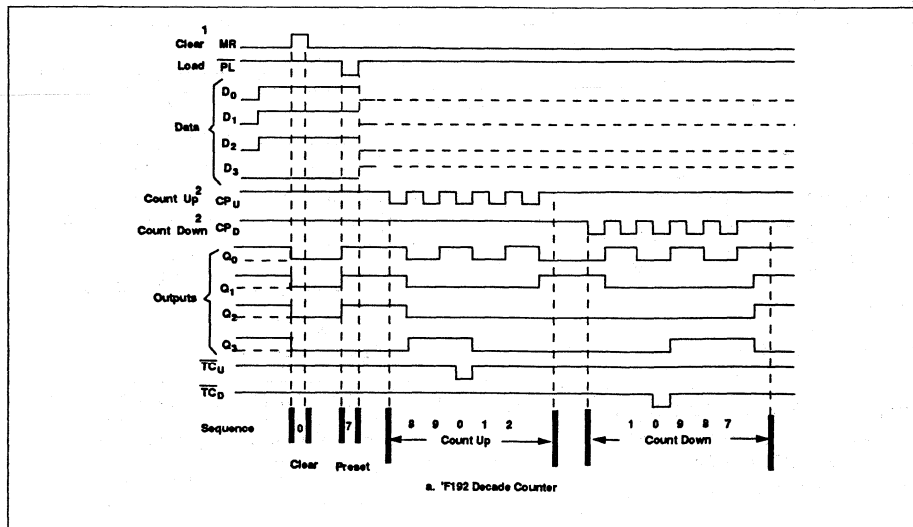 Clear 1 MR
Load PL
Data
D0
D1
D2
D3
Count Up 2 CPU
Count Down 2 CPD
Outputs
Q0
Q1
Q2
Q3
TCU
TCD
Sequence 0 7 8 9 0 1 2 1 0 9 8 7
Count Up Count Down
Clear Preset
a. 'F192 Decade Counter